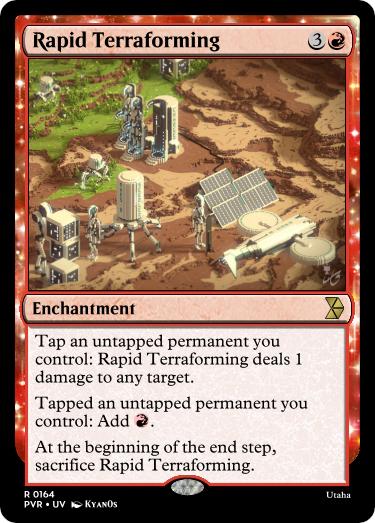 Rapid Terraforming 3
Enchantment
Tap an untapped permanent you
control: Rapid Terraforming deals 1
damage to any target.
Tapped an untapped permanent you
control: Add .
At the beginning of the end step,
sacrifice Rapid Terraforming.
R 0164 Utaha
PVR • UV KYANOS